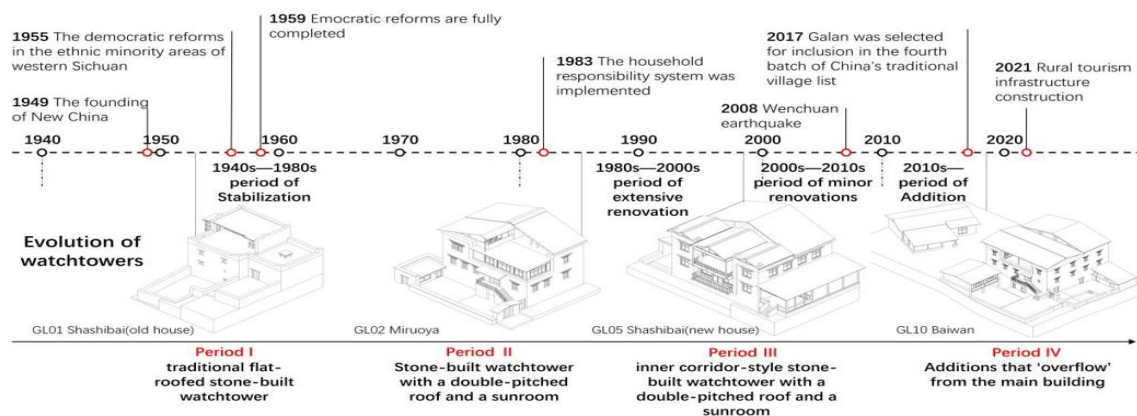 1959 Emocratic reforms are fully
completed
1955 The democratic reforms
in the ethnic minority areas of
western Sichuan
1949 The founding
of New China
1983 The household
responsibility system was
implemented
2017 Galan was selected
for inclusion in the fourth
batch of China's traditional
village list
2008 Wenchuan
earthquake
2021 Rural tourism
infrastructure
construction
1940 1950 1960 1970 1980 1990 2000 2010 2020
1940s—1980s
period of
Stabilization
1980s—2000s
period of
extensive
renovation
2000s—2010s
period of minor
renovations
2010s—
period of
Addition
Evolution of
watchtowers
GL01 Shashibai(old house)
GL02 Miruoya
GL05 Shashibai(new house)
GL10 Baiwan
Period I
traditional flat-
roofed stone-built
watchtower
Period II
Stone-built watchtower
with a double-pitched
roof and a sunroom
Period III
inner corridor-style stone-
built watchtower with a
double-pitched roof and a
sunroom
Period IV
Additions that 'overflow'
from the main building